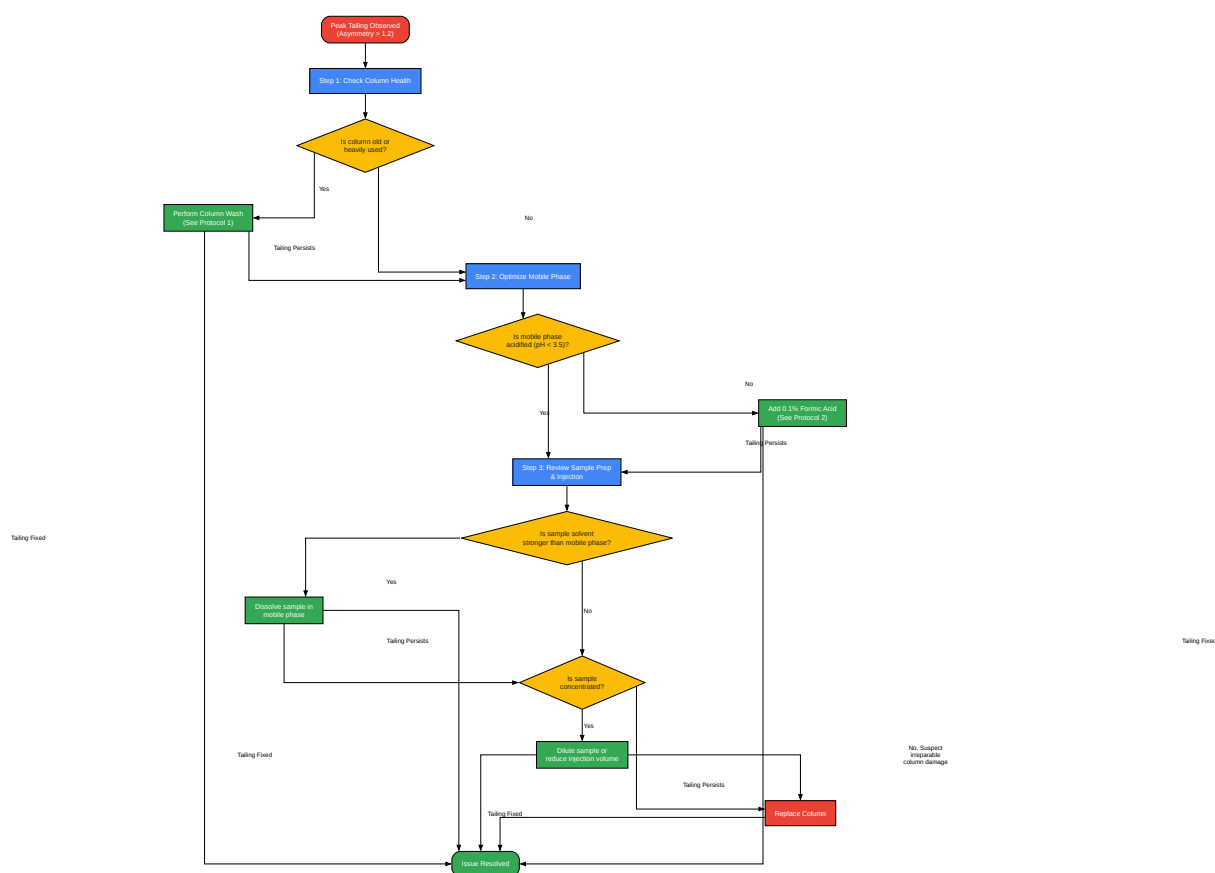 Peak Tailing Observed
(Asymmetry > 1.2)
Step 1: Check Column Health
Is column old or
heavily used?
Yes
Perform Column Wash
(See Protocol 1)
No
Tailing Persists
Step 2: Optimize Mobile Phase
Is mobile phase
acidified (pH < 3.5)?
No
Yes
Add 0.1% Formic Acid
(See Protocol 2)
Tailing Persists
Step 3: Review Sample Prep
& Injection
Is sample solvent
stronger than mobile phase?
Tailing Fixed
Yes
Dissolve sample in
mobile phase
No
Tailing Persists
Tailing Fixed
Is sample
concentrated?
Yes
Dilute sample or
reduce injection volume
Tailing Fixed
No, Suspect
irreparable
column damage
Tailing Persists
Tailing Fixed
Replace Column
Issue Resolved